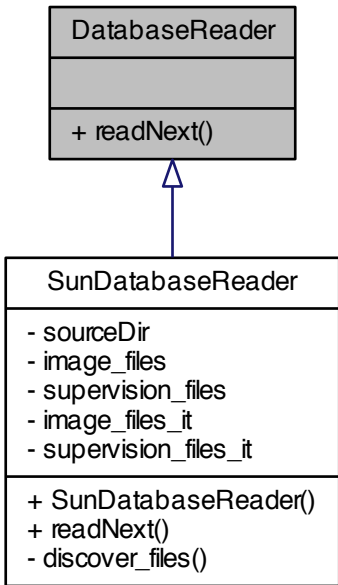 DatabaseReader
+ readNext()
SunDatabaseReader
- sourceDir
- image_files
- supervision_files
- image_files_it
- supervision_files_it
+ SunDatabaseReader()
+ readNext()
- discover_files()